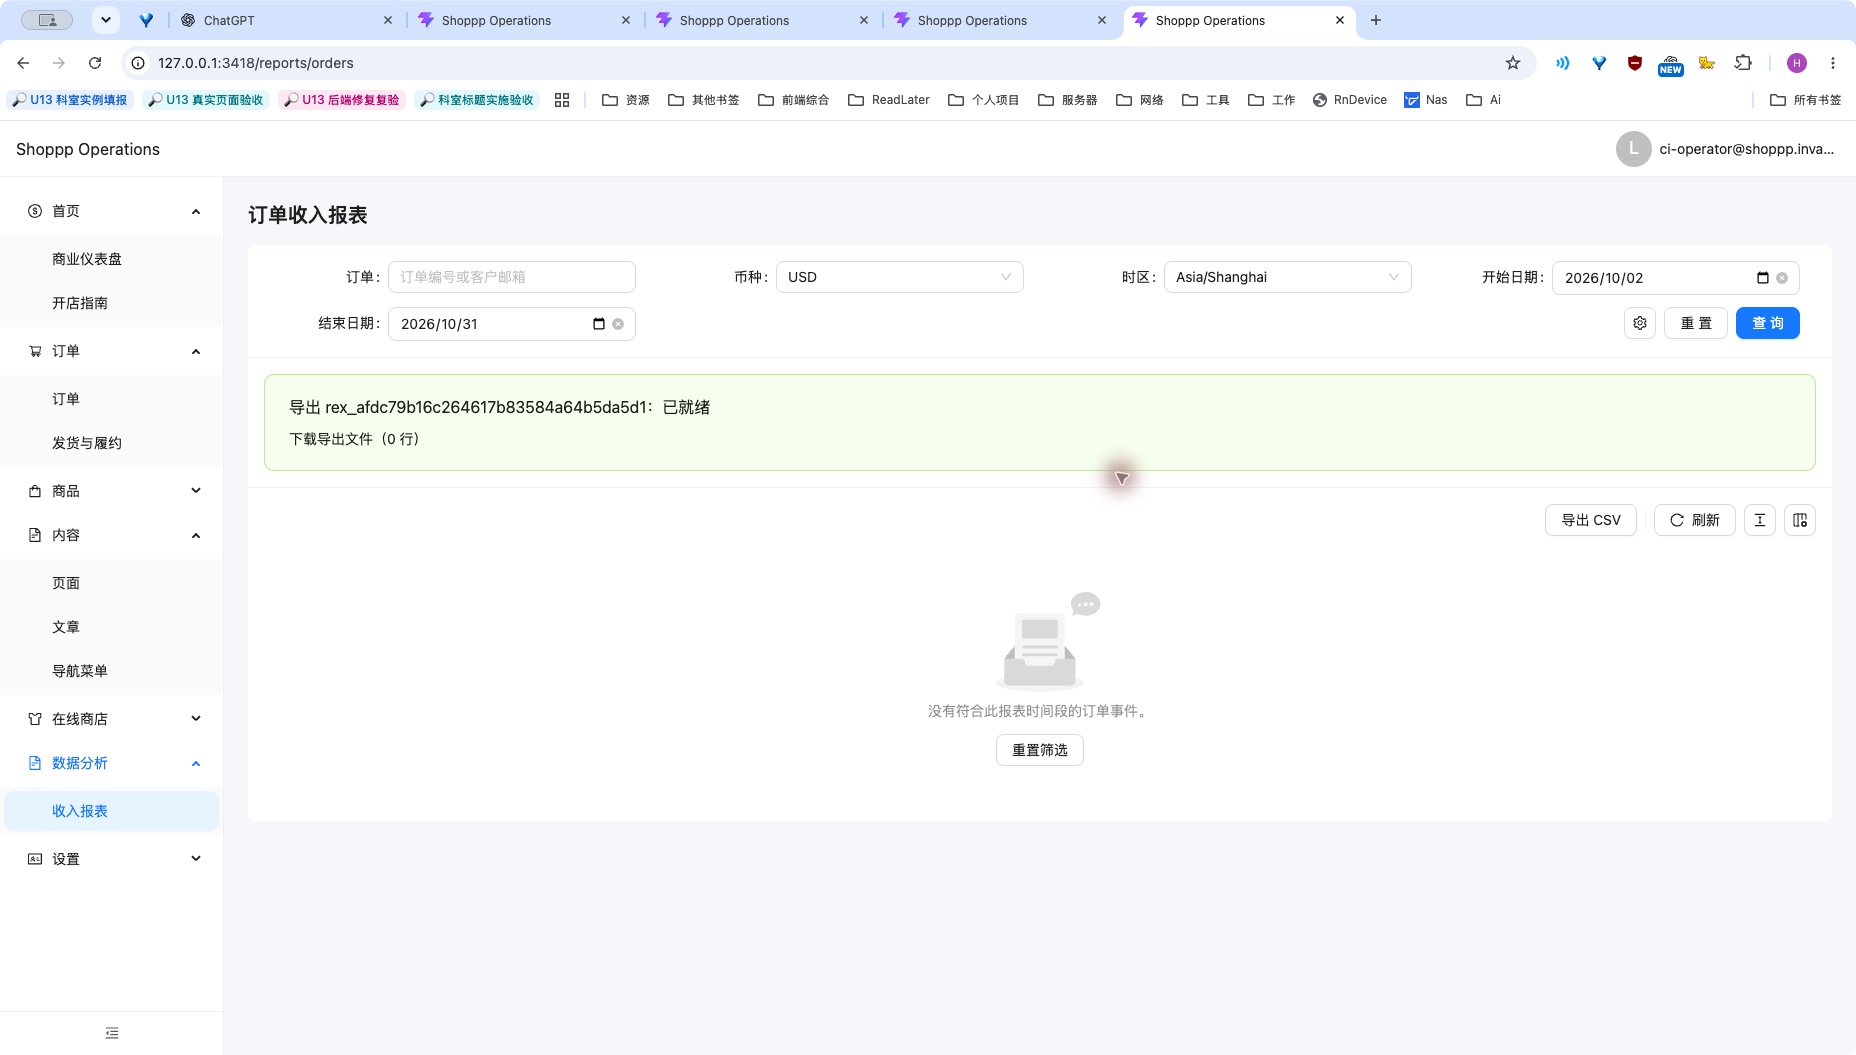 ChatGPT
Shoppp Operations
Shoppp Operations
Shoppp Operations
Shoppp Operations
127.0.0.1:3418/reports/orders
NEW
H
U13 科室实例填报
U13 真实页面验收
U13 后端修复复验
科室标题实施验收
资源
其他书签
前端综合
ReadLater
个人项目
服务器
网络
工具
工作
RnDevice
Nas
Ai
所有书签
Shoppp Operations
L
ci-operator@shoppp.inva...
首页
商业仪表盘
开店指南
订单
订单
发货与履约
商品
内容
页面
文章
导航菜单
在线商店
数据分析
收入报表
设置
订单收入报表
订单: 订单编号或客户邮箱
币种: USD
时区: Asia/Shanghai
开始日期: 2026/10/02
结束日期: 2026/10/31
重 置
查 询
导出 rex_afdc79b16c264617b83584a64b5da5d1：已就绪
下载导出文件（0 行）
导出 CSV
刷新
没有符合此报表时间段的订单事件。
重置筛选